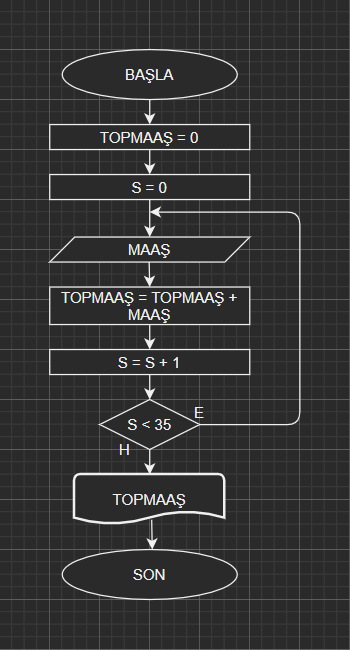 BAŞLA
TOPMAAŞ = 0
S = 0
MAAŞ
TOPMAAŞ = TOPMAAŞ +
MAAŞ
S = S + 1
S < 35
E
H
TOPMAAŞ
SON